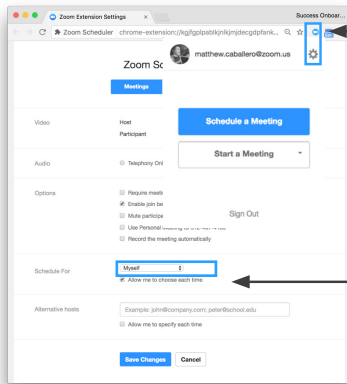 Zoom Extension Settings
Success Onboar...
Zoom Scheduler chrome-extension://kgjfgplpablkjnlkjmjdecgdpfank...
matthew.caballero@zoom.us
Zoom Sc
Meetings
Schedule a Meeting
Start a Meeting
Sign Out
Video
Host
Participant
Audio
Telephony Onl
Options
Require meeti
Enable join be
Mute participa
Use Personal
Record the meeting automatically
Schedule For
Myself
Allow me to choose each time
Alternative hosts
Example: john@company.com; peter@school.edu
Allow me to specify each time
Save Changes
Cancel